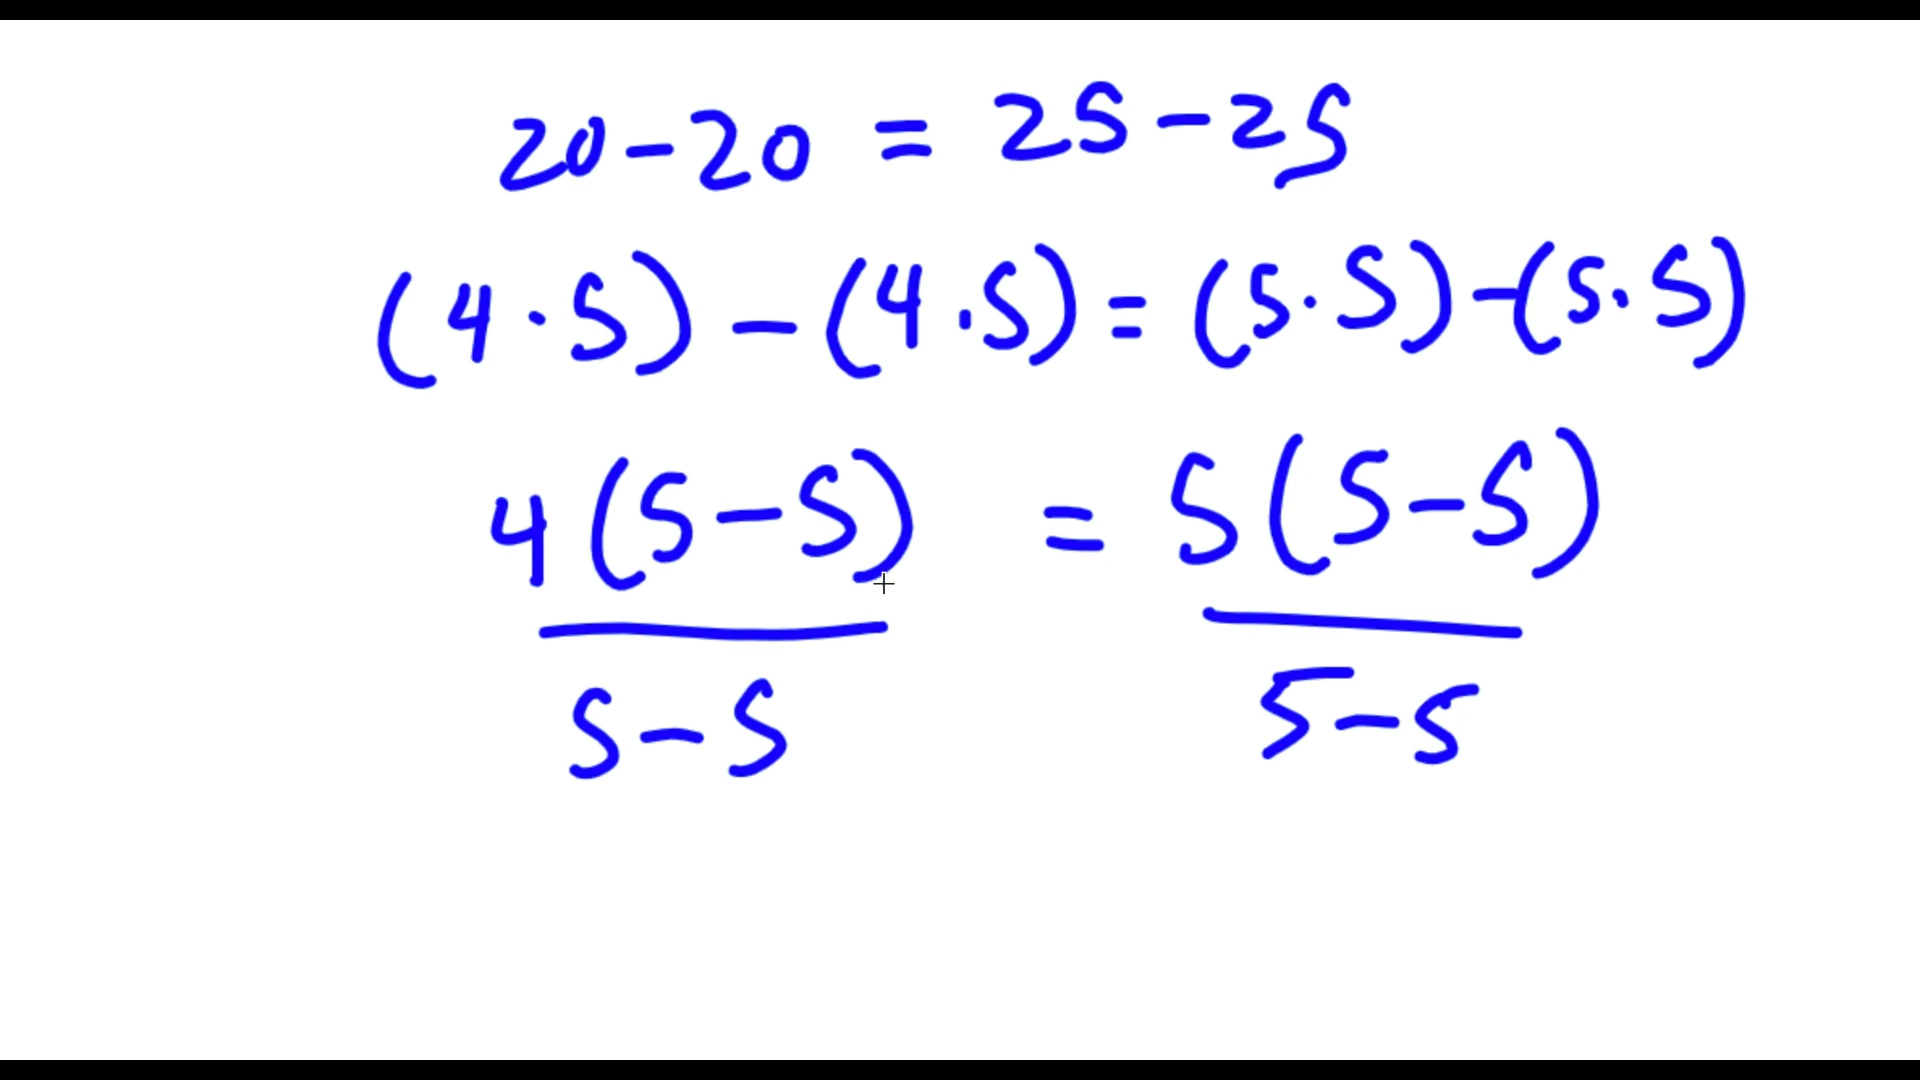 20-20 = 25-25
(4·5) - (4·5) = (5·5) - (5·5)
4(5-5) = 5(5-5)
5-5 5-5